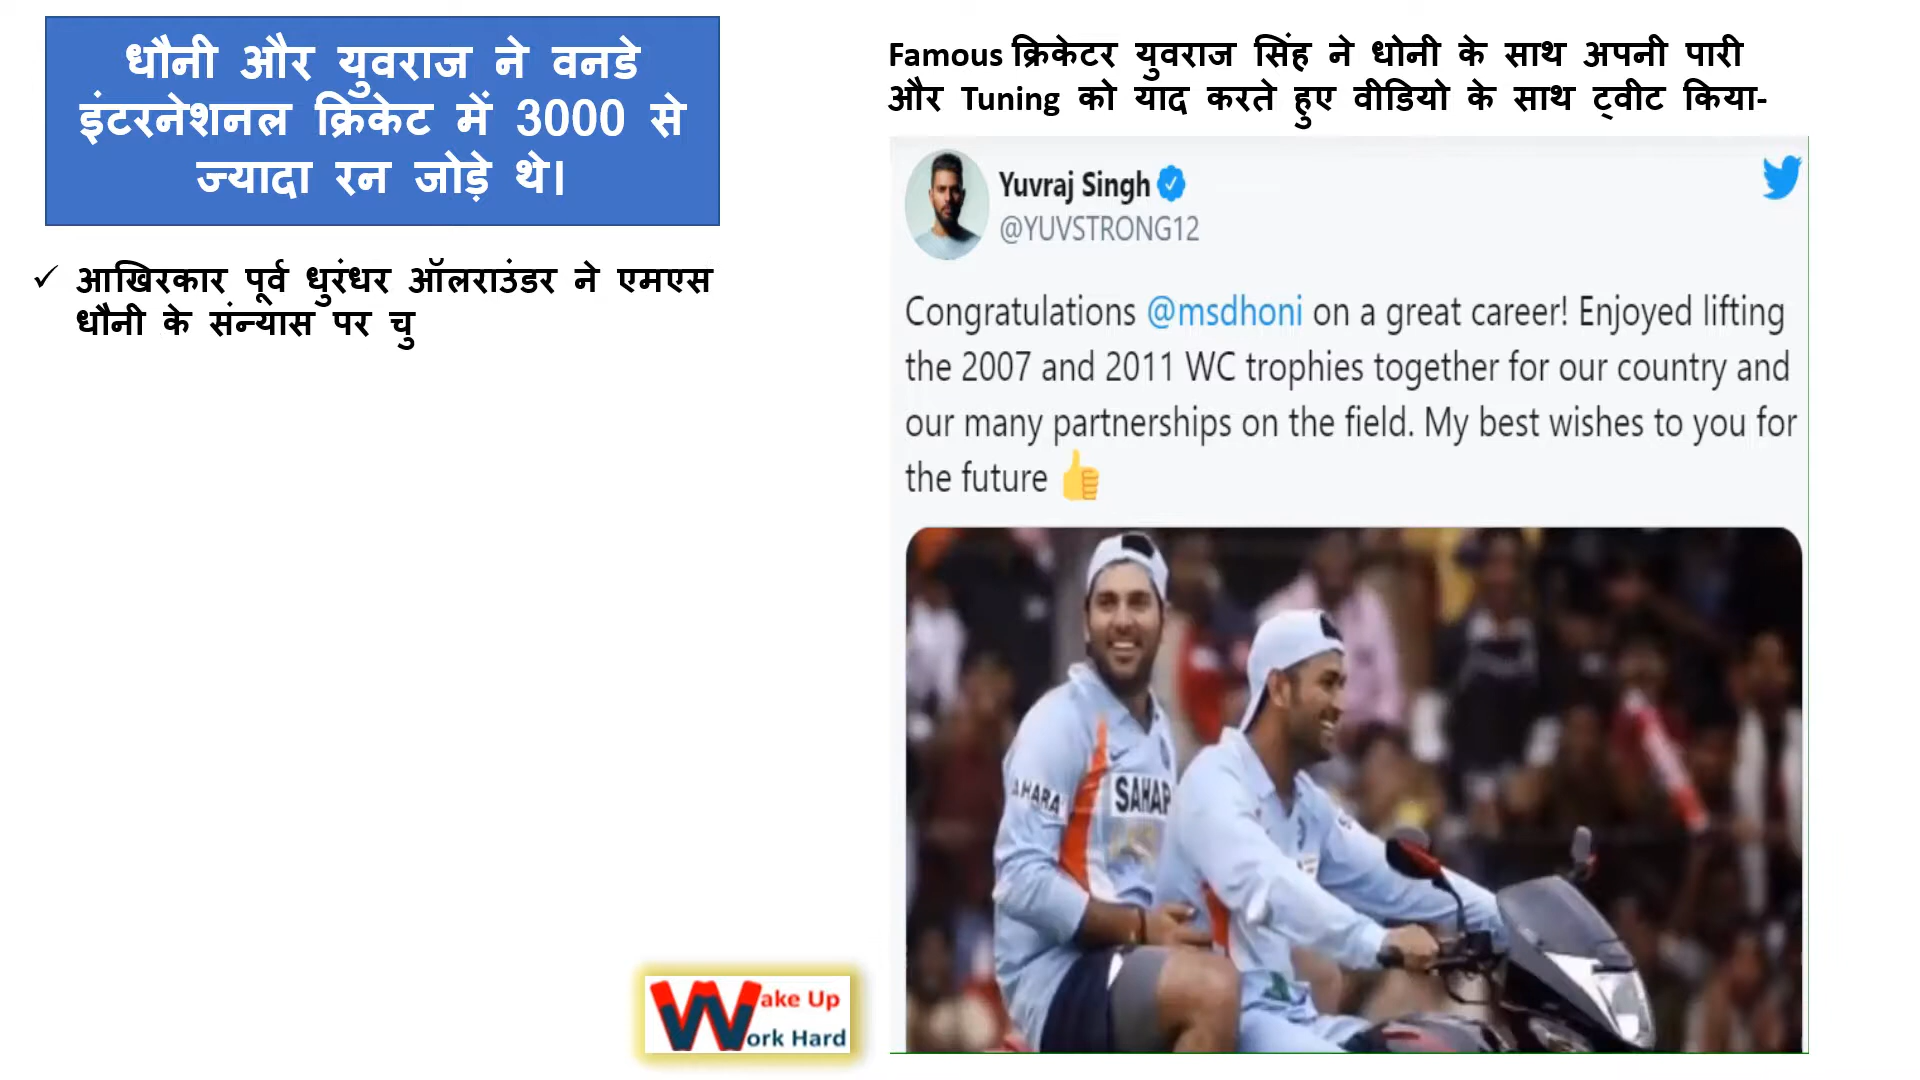 धौनी और युवराज ने वनडे
इंटरनेशनल क्रिकेट में 3000 से
ज्यादा रन जोड़े थे।
✓ आखिरकार पूर्व धुरंधर ऑलराउंडर ने एमएस
धौनी के संन्यास पर चु
Famous क्रिकेटर युवराज सिंह ने धोनी के साथ अपनी पारी
और Tuning को याद करते हुए वीडियो के साथ ट्वीट किया-
Yuvraj Singh
@YUVSTRONG12
Congratulations @msdhoni on a great career! Enjoyed lifting
the 2007 and 2011 WC trophies together for our country and
our many partnerships on the field. My best wishes to you for
the future 👍
AHARA
SAHAR
Wake Up
Work Hard